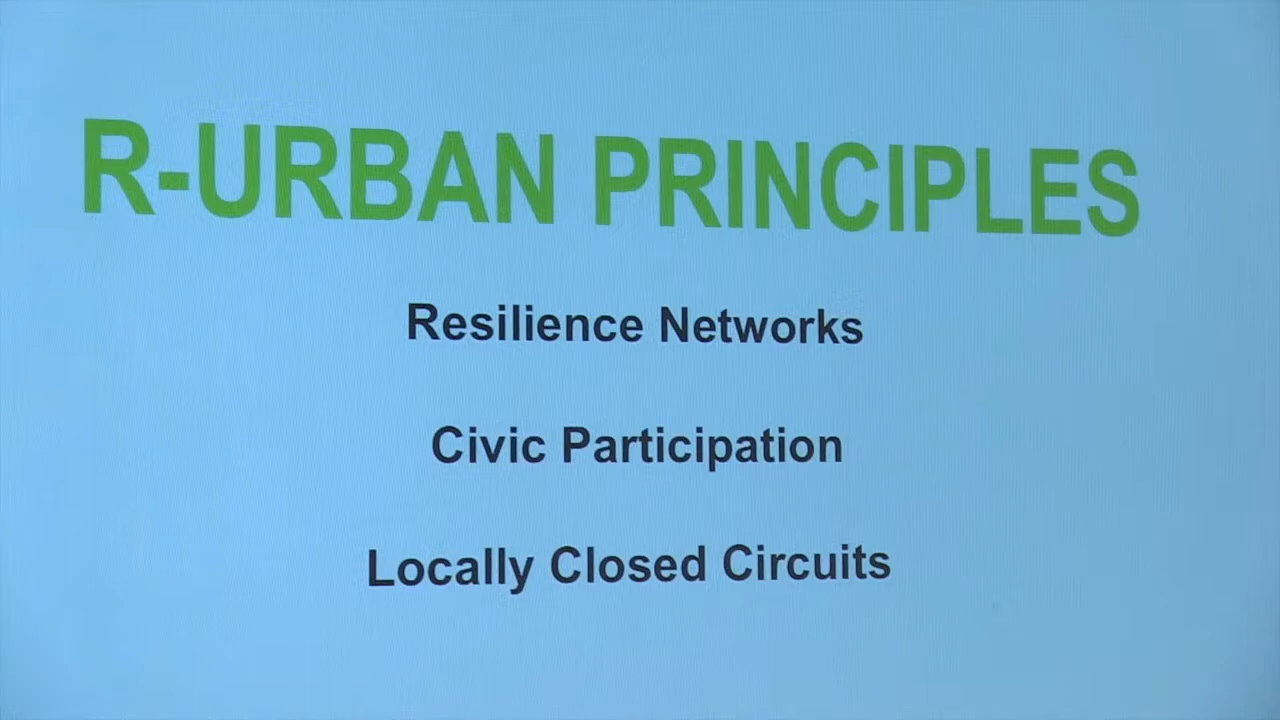 R-URBAN PRINCIPLES
Resilience Networks
Civic Participation
Locally Closed Circuits